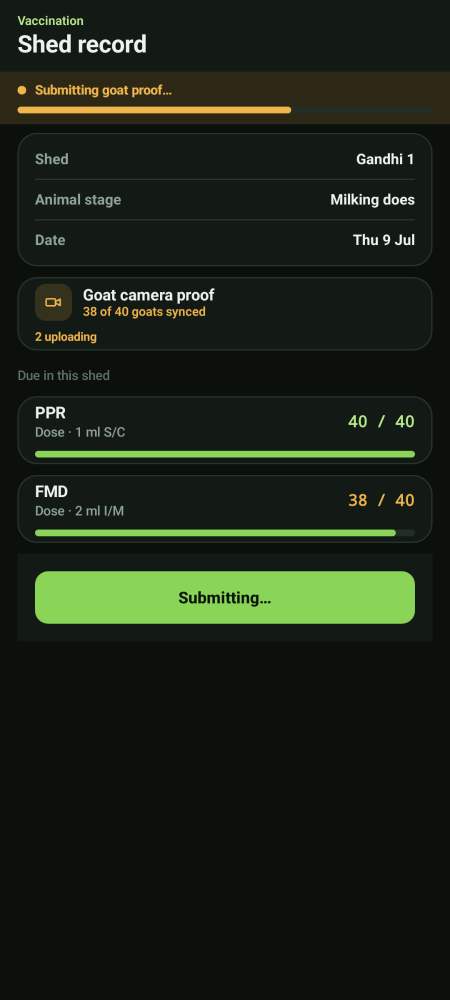 Vaccination
Shed record
Submitting goat proof…
Shed Gandhi 1
Animal stage Milking does
Date Thu 9 Jul
Goat camera proof
38 of 40 goats synced
2 uploading
Due in this shed
PPR
Dose · 1 ml S/C
40 / 40
FMD
Dose · 2 ml I/M
38 / 40
Submitting…